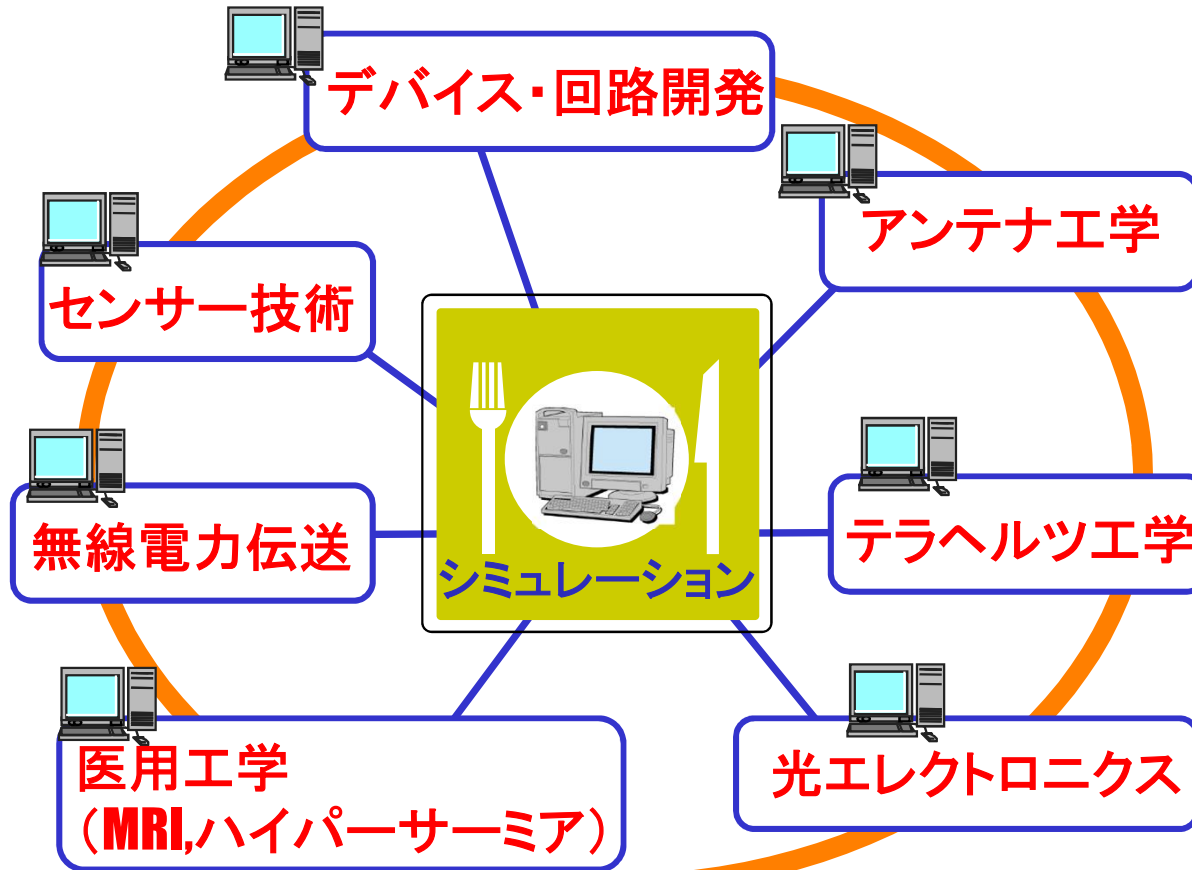 デバイス・回路開発
アンテナ工学
センサー技術
シミュレーション
無線電力伝送
テラヘルツ工学
医用工学
（MRI,ハイパーサーミア）
光エレクトロニクス